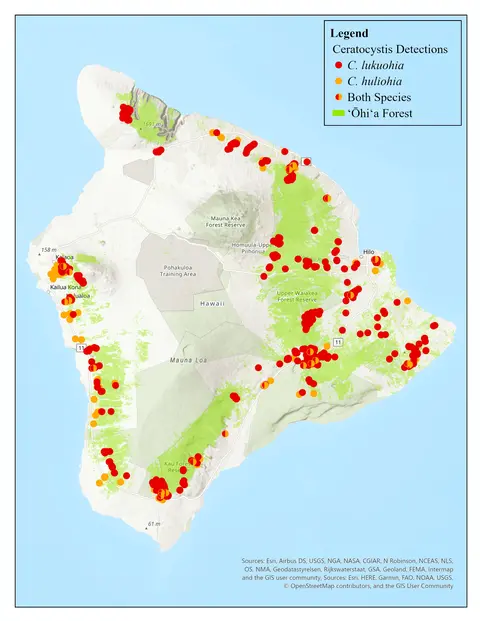 Legend
Ceratocystis Detections
C. lukuohia
C. huliohia
Both Species
ʻŌhiʻa Forest
Mauna Kea
Forest Reserve
158 m
Hilo
Pohakuloa
Training Area
Kailua Kona
Upper Waiakea
Forest Reserve
Hawaii
11
11
Mauna Loa
61 m
Sources: Esri, Airbus DS, USGS, NGA, NASA, CGIAR, N Robinson, NCEAS, NLS,
OS, NMA, Geodatastyrelsen, Rijkswaterstaat, GSA, Geoland, FEMA, Intermap
and the GIS user community, Sources: Esri, HERE, Garmin, FAO, NOAA, USGS,
© OpenStreetMap contributors, and the GIS User Community